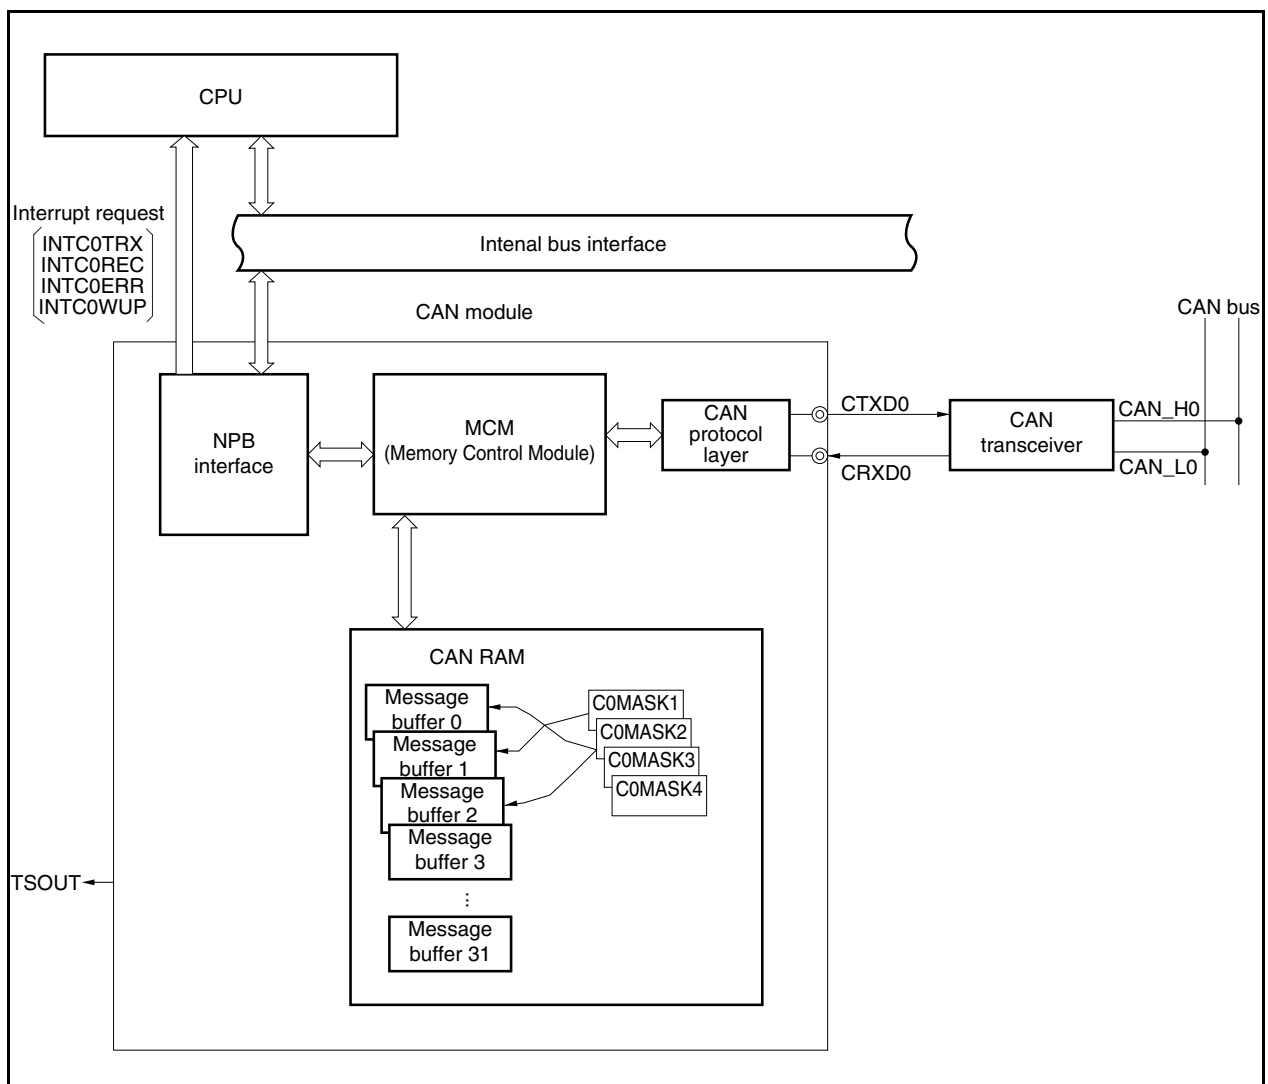 CPU
Interrupt request
INTC0TRX
INTC0REC
INTC0ERR
INTC0WUP
Intenal bus interface
CAN module
CAN bus
NPB
interface
MCM
(Memory Control Module)
CAN
protocol
layer
CTXD0
CRXD0
CAN
transceiver
CAN_H0
CAN_L0
CAN RAM
Message
buffer 0
Message
buffer 1
Message
buffer 2
Message
buffer 3
...
Message
buffer 31
C0MASK1
C0MASK2
C0MASK3
C0MASK4
TSOUT